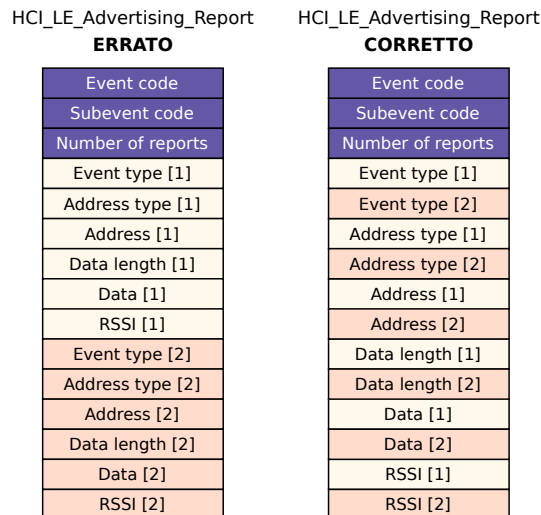 HCI_LE_Advertising_Report
ERRATO
Event code
Subevent code
Number of reports
Event type [1]
Address type [1]
Address [1]
Data length [1]
Data [1]
RSSI [1]
Event type [2]
Address type [2]
Address [2]
Data length [2]
Data [2]
RSSI [2]
HCI_LE_Advertising_Report
CORRETTO
Event code
Subevent code
Number of reports
Event type [1]
Event type [2]
Address type [1]
Address type [2]
Address [1]
Address [2]
Data length [1]
Data length [2]
Data [1]
Data [2]
RSSI [1]
RSSI [2]